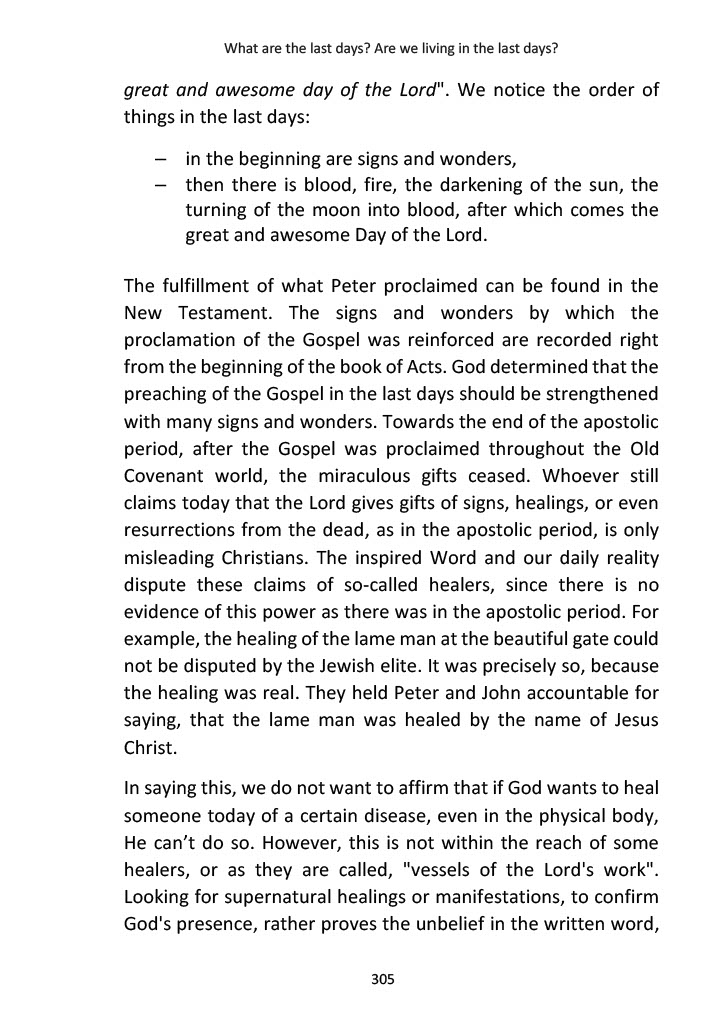 What are the last days? Are we living in the last days?
great and awesome day of the Lord". We notice the order of
things in the last days:
– in the beginning are signs and wonders,
– then there is blood, fire, the darkening of the sun, the
turning of the moon into blood, after which comes the
great and awesome Day of the Lord.
The fulfillment of what Peter proclaimed can be found in the
New Testament. The signs and wonders by which the
proclamation of the Gospel was reinforced are recorded right
from the beginning of the book of Acts. God determined that the
preaching of the Gospel in the last days should be strengthened
with many signs and wonders. Towards the end of the apostolic
period, after the Gospel was proclaimed throughout the Old
Covenant world, the miraculous gifts ceased. Whoever still
claims today that the Lord gives gifts of signs, healings, or even
resurrections from the dead, as in the apostolic period, is only
misleading Christians. The inspired Word and our daily reality
dispute these claims of so-called healers, since there is no
evidence of this power as there was in the apostolic period. For
example, the healing of the lame man at the beautiful gate could
not be disputed by the Jewish elite. It was precisely so, because
the healing was real. They held Peter and John accountable for
saying, that the lame man was healed by the name of Jesus
Christ.
In saying this, we do not want to affirm that if God wants to heal
someone today of a certain disease, even in the physical body,
He can’t do so. However, this is not within the reach of some
healers, or as they are called, "vessels of the Lord's work".
Looking for supernatural healings or manifestations, to confirm
God's presence, rather proves the unbelief in the written word,
305